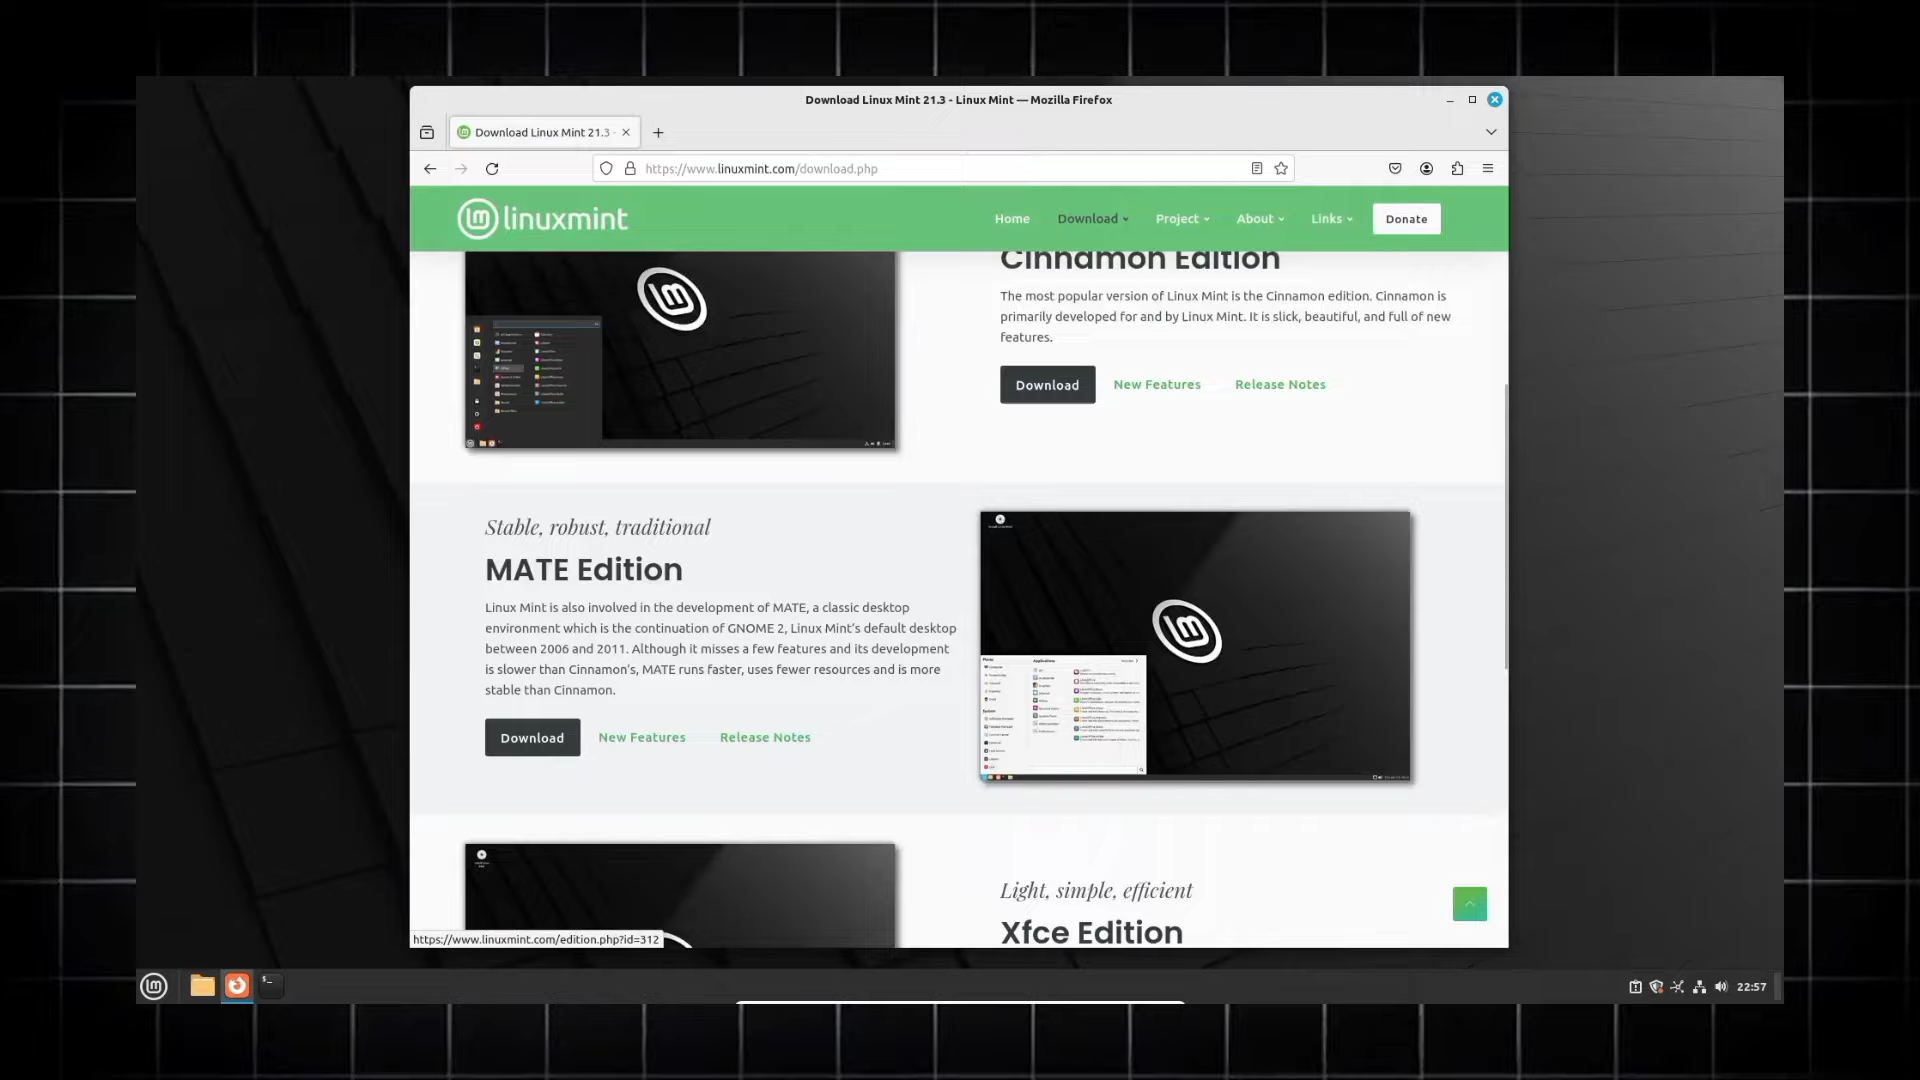 Download Linux Mint 21.3 - Linux Mint — Mozilla Firefox
Download Linux Mint 21.3 -
https://www.linuxmint.com/download.php
linuxmint
Home
Download
Project
About
Links
Donate
Cinnamon Edition
The most popular version of Linux Mint is the Cinnamon edition. Cinnamon is
primarily developed for and by Linux Mint. It is slick, beautiful, and full of new
features.
Download
New Features
Release Notes
Stable, robust, traditional
MATE Edition
Linux Mint is also involved in the development of MATE, a classic desktop
environment which is the continuation of GNOME 2, Linux Mint’s default desktop
between 2006 and 2011. Although it misses a few features and its development
is slower than Cinnamon’s, MATE runs faster, uses fewer resources and is more
stable than Cinnamon.
Download
New Features
Release Notes
Light, simple, efficient
Xfce Edition
https://www.linuxmint.com/edition.php?id=312
22:57